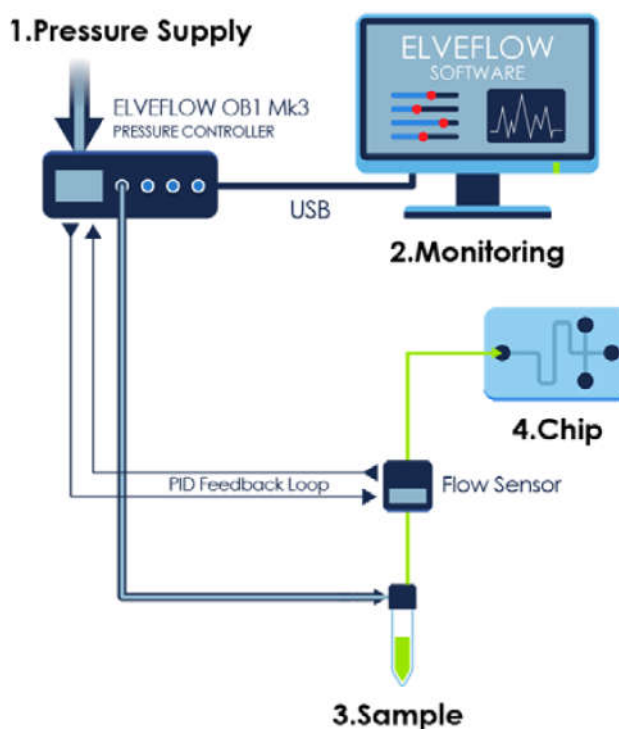 1.Pressure Supply
ELVEFLOW
SOFTWARE
ELVEFLOW OB1 Mk3
PRESSURE CONTROLLER
USB
2.Monitoring
4.Chip
PID Feedback Loop
Flow Sensor
3.Sample